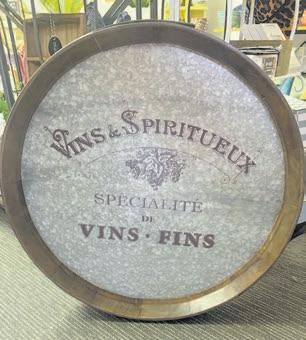 VINS & SPIRITUEUX
SPÉCIALITÉ
DE
VINS · FINS